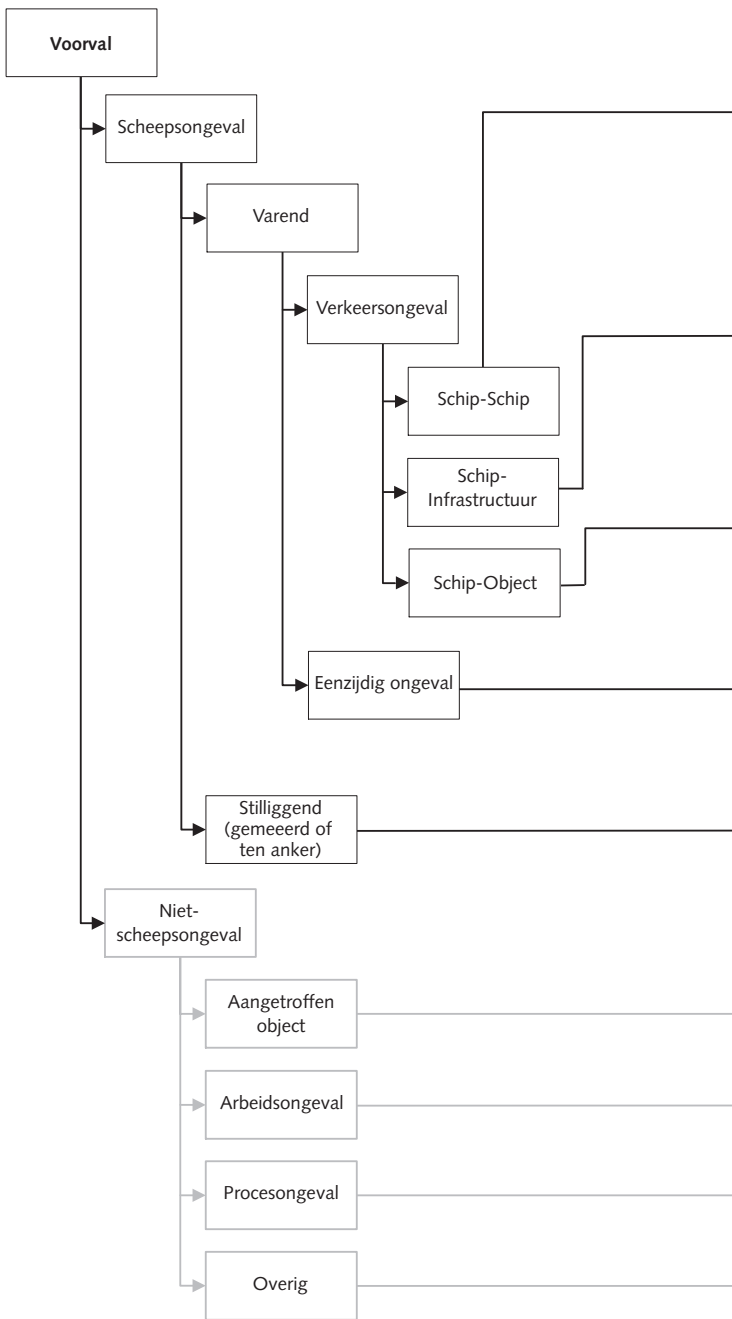 Voorval
Scheepsongeval
Varend
Verkeersongeval
Schip-Schip
Schip-
Infrastructuur
Schip-Object
Eenzijdig ongeval
Stilliggend
(gemeerd of
ten anker)
Niet-
scheepsongeval
Aangetroffen
object
Arbeidsongeval
Procesongeval
Overig